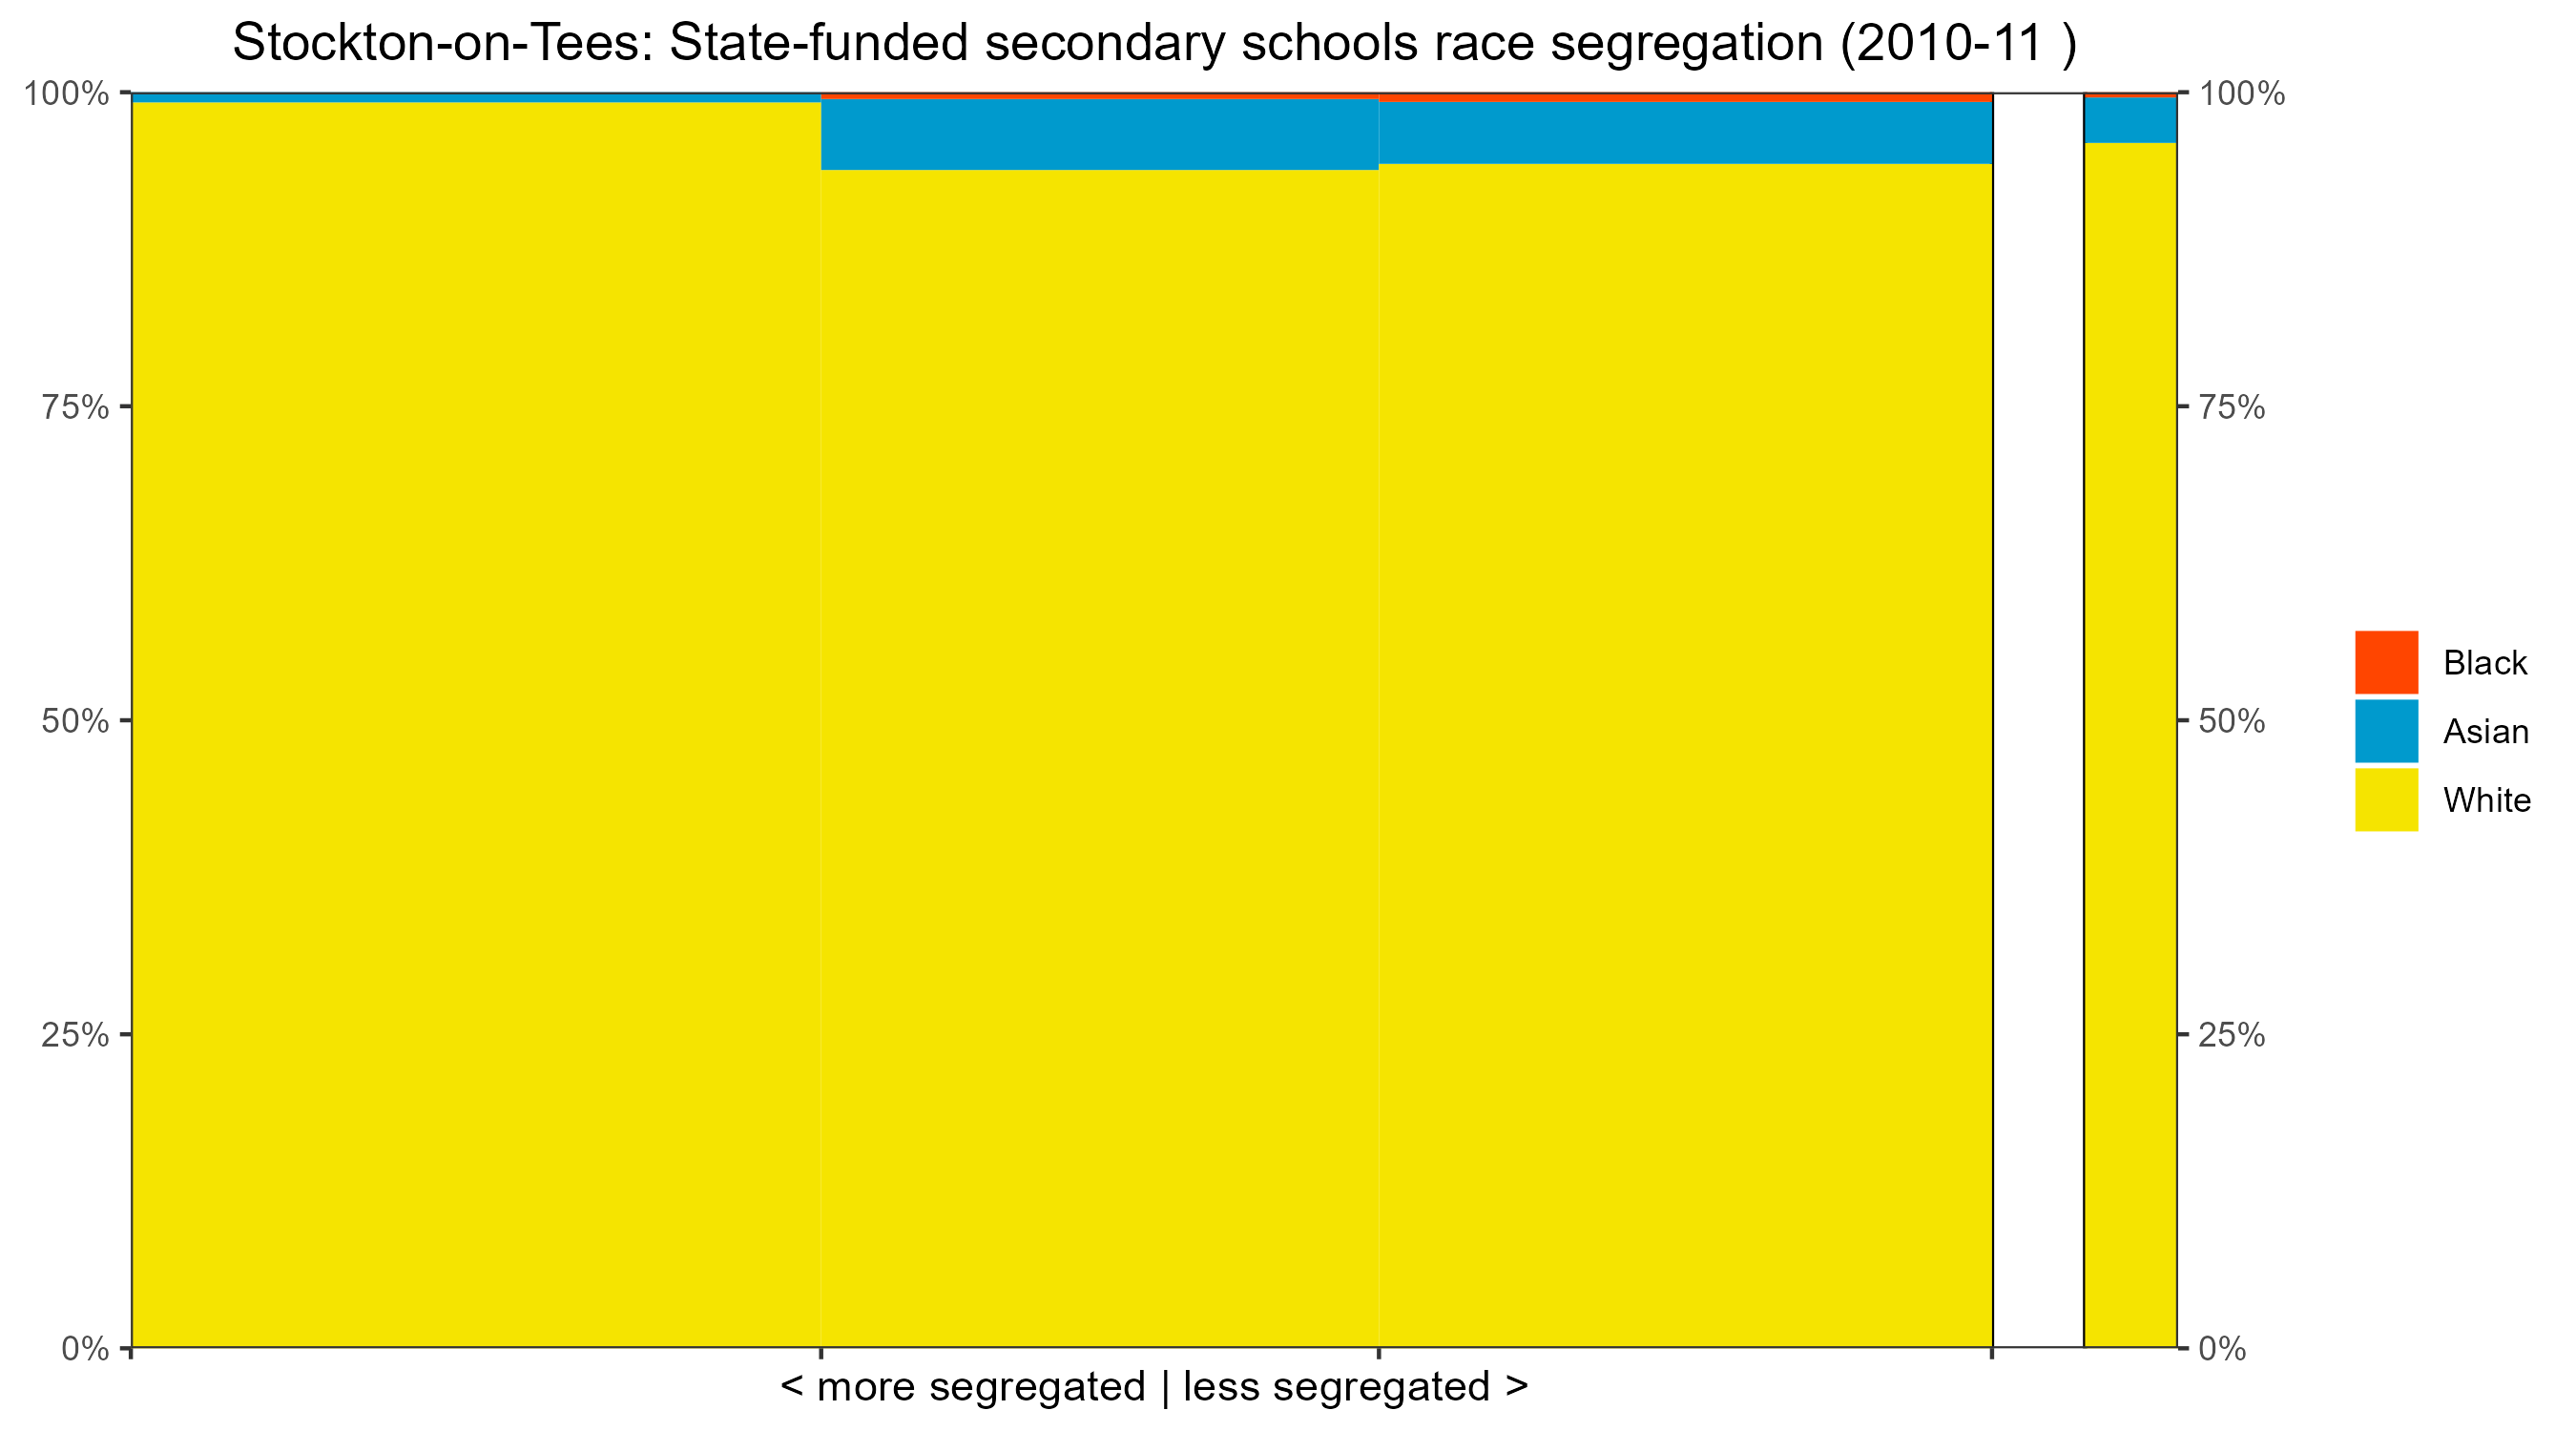 Stockton-on-Tees: State-funded secondary schools race segregation (2010-11 )
100%
75%
50%
25%
0%
100%
75%
50%
25%
0%
Black
Asian
White
< more segregated | less segregated >